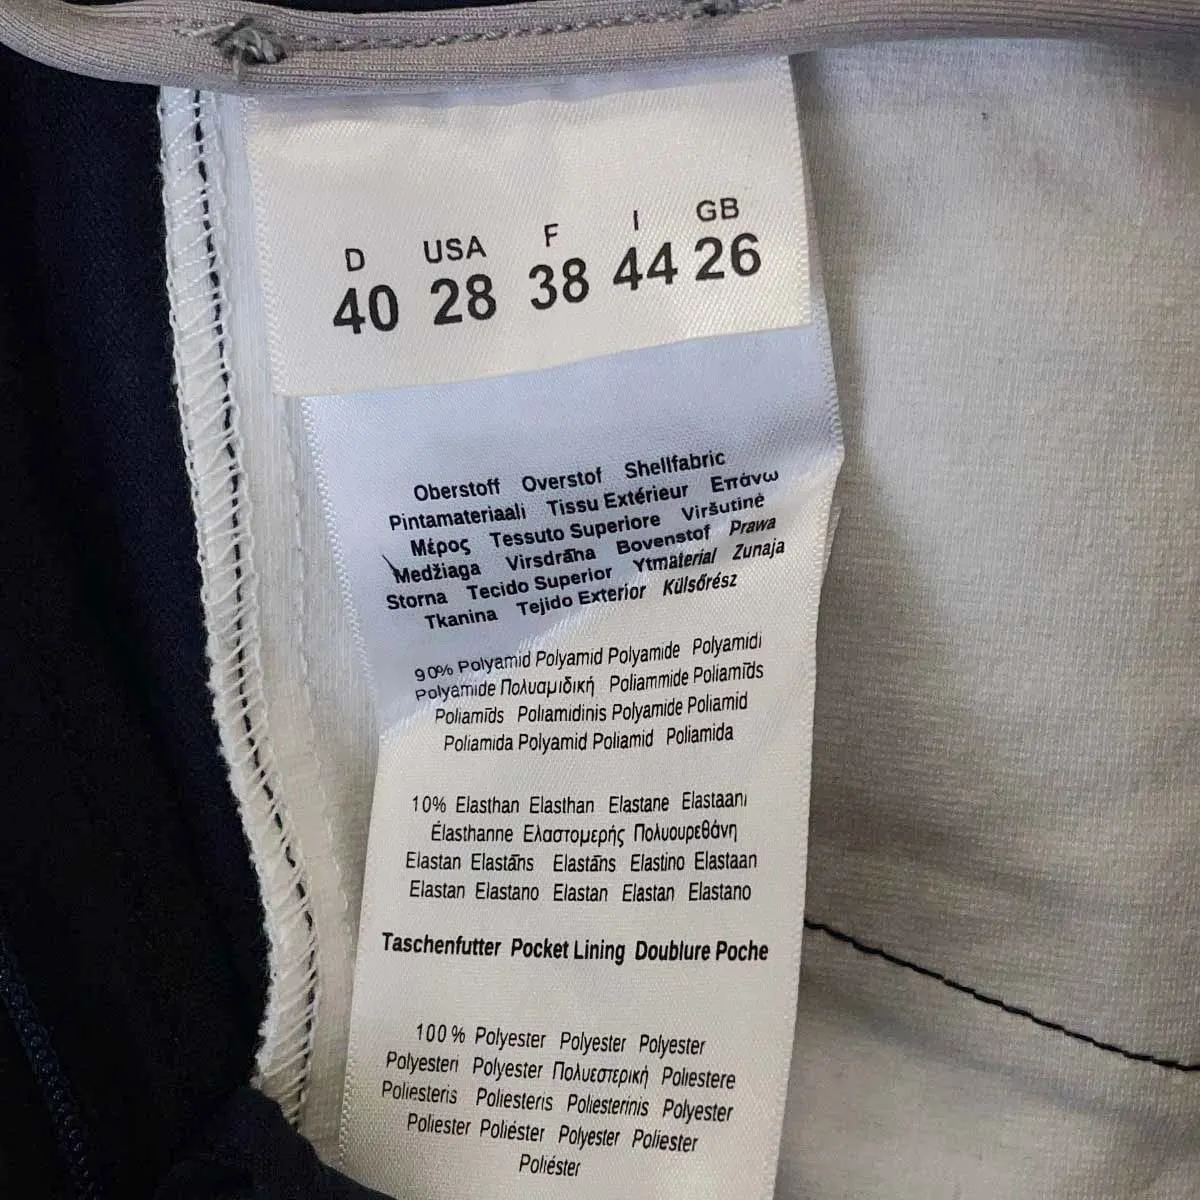 D USA F I GB
40 28 38 44 26
Oberstoff Overstof Shellfabric
Pintamateriaali Tissu Extérieur Επάνω
Μέρος Tessuto Superiore Viršutinė
Medžiaga Virsdrāna Bovenstof Prawa
Storna Tecido Superior Ytmaterial Zunaja
Tkanina Tejido Exterior Külsőrész
90% Polyamid Polyamid Polyamide Polyamidi
Polyamide Πολυαμιδική Poliammide Poliamīds
Poliamīds Poliamidinis Polyamide Poliamid
Poliamida Polyamid Poliamid Poliamida
10% Elasthan Elasthan Elastane Elastaani
Élasthanne Ελαστομερής Πολυουρεθάνη
Elastan Elastāns Elastāns Elastino Elastaan
Elastan Elastano Elastan Elastan Elastano
Taschenfutter Pocket Lining Doublure Poche
100% Polyester Polyester Polyester
Polyesteri Polyester Πολυεστερική Poliestere
Poliesteris Poliesteris Poliesterinis Polyester
Poliester Poliéster Polyester Poliester
Poliéster